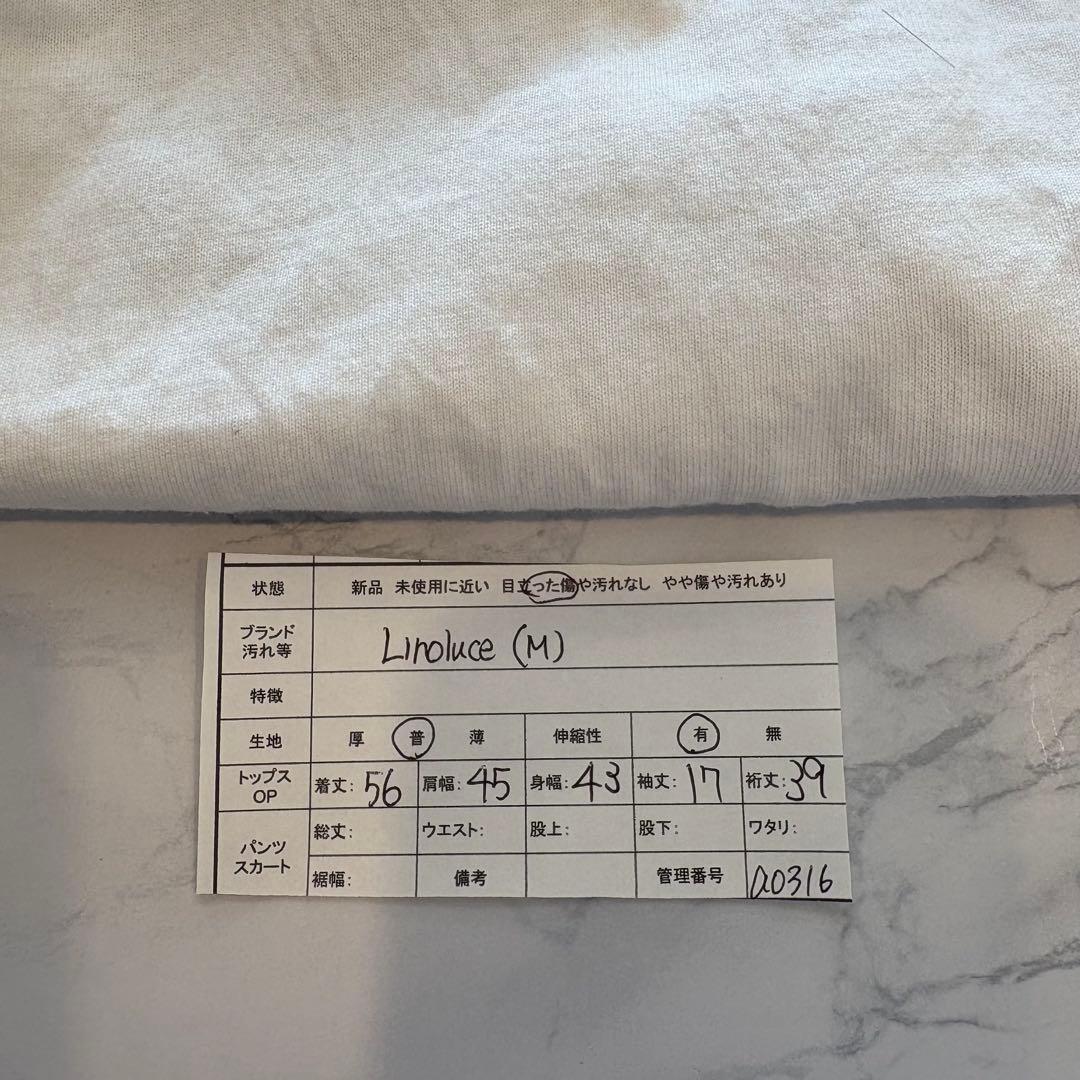 状態 新品 未使用に近い 目立った傷や汚れなし やや傷や汚れあり
ブランド
汚れ等 Linoluce (M)
特徴
生地 厚 普 薄 伸縮性 有 無
トップス
OP 着丈: 56 肩幅: 45 身幅: 43 袖丈: 17 裄丈: 39
パンツ
スカート 総丈: ウエスト: 股上: 股下: ワタリ:
裾幅: 備考 管理番号 a0316